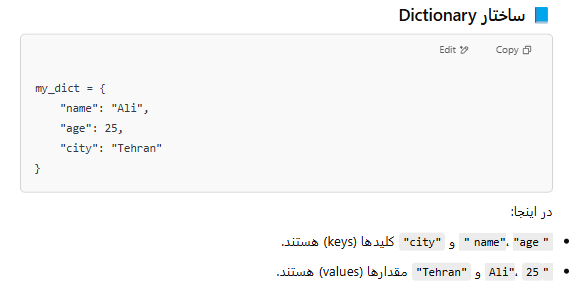 📘 ساختار Dictionary
Edit Copy
my_dict = {
    "name": "Ali",
    "age": 25,
    "city": "Tehran"
}
در اینجا:
• "name"، "age" و "city" کلیدها (keys) هستند.
• "Ali"، 25 و "Tehran" مقدارها (values) هستند.